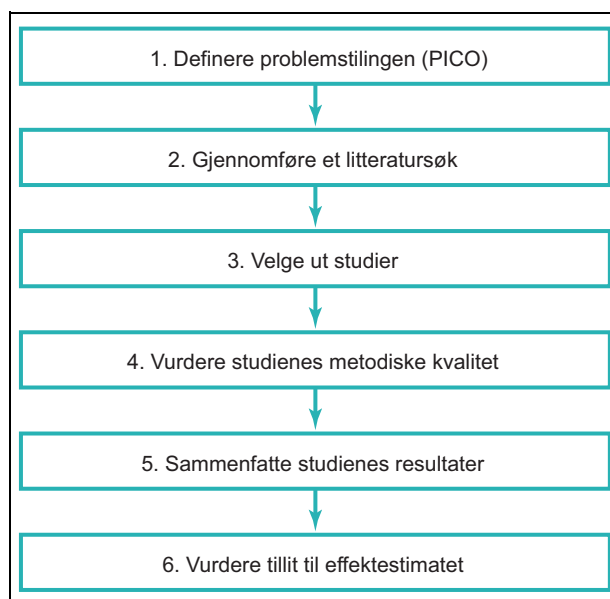 1. Definere problemstilingen (PICO)
2. Gjennomføre et litteratursøk
3. Velge ut studier
4. Vurdere studienes metodiske kvalitet
5. Sammenfatte studienes resultater
6. Vurdere tillit til effektestimatet